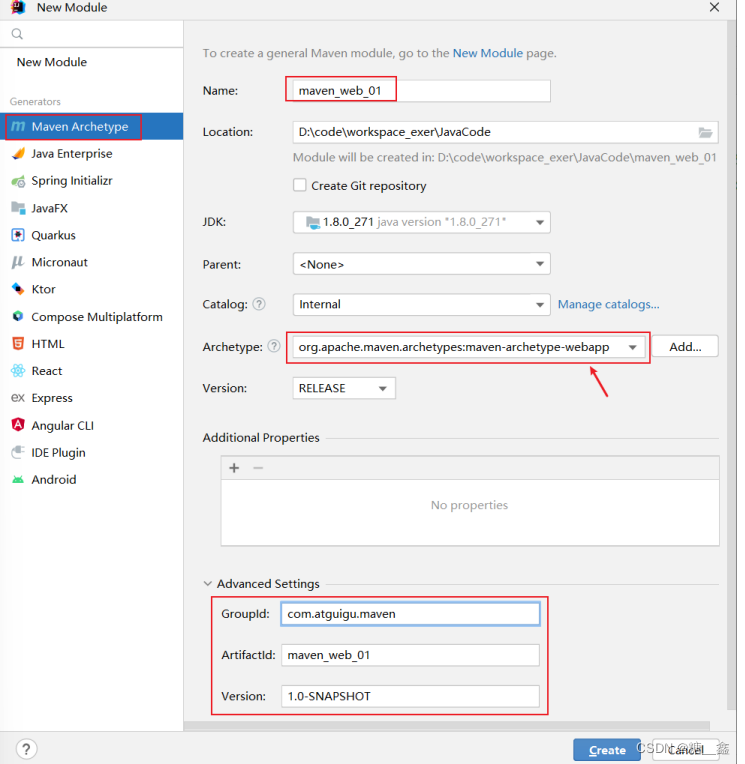 New Module
New Module
Generators
Maven Archetype
Java Enterprise
Spring Initializr
JavaFX
Quarkus
Micronaut
Ktor
Compose Multiplatform
HTML
React
Express
Angular CLI
IDE Plugin
Android
To create a general Maven module, go to the New Module page.
Name: maven_web_01
Location: D:\code\workspace_exer\JavaCode
Module will be created in: D:\code\workspace_exer\JavaCode\maven_web_01
Create Git repository
JDK: 1.8.0_271 java version "1.8.0_271"
Parent: <None>
Catalog: ? Internal Manage catalogs...
Archetype: ? org.apache.maven.archetypes:maven-archetype-webapp Add...
Version: RELEASE
Additional Properties
No properties
Advanced Settings
GroupId: com.atguigu.maven
ArtifactId: maven_web_01
Version: 1.0-SNAPSHOT
? Create Cancel
CSDN @糖__鑫